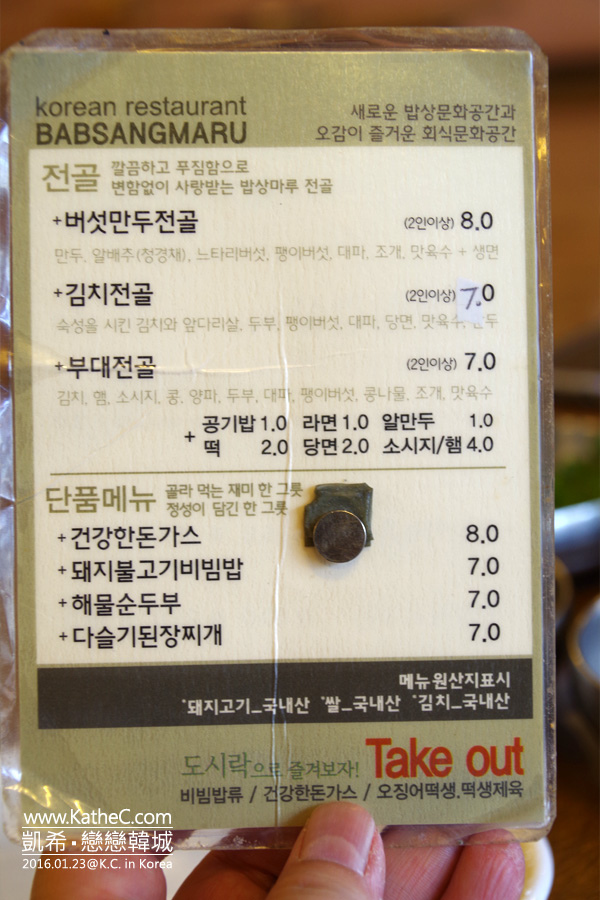 korean restaurant
BABSANGMARU
새로운 밥상문화공간과
오감이 즐거운 회식문화공간
전골 깔끔하고 푸짐함으로
변함없이 사랑받는 밥상마루 전골
+버섯만두전골 (2인이상) 8.0
만두, 알배추(청경채), 느타리버섯, 팽이버섯, 대파, 조개, 맛육수 + 생면
+김치전골 (2인이상) 7.0
숙성을 시킨 김치와 앞다리살, 두부, 팽이버섯, 대파, 당면, 맛육수,
+부대전골 (2인이상) 7.0
김치, 햄, 소시지, 콩, 양파, 두부, 대파, 팽이버섯, 콩나물, 조개, 맛육수
+ 공기밥 1.0 라면 1.0 알만두 1.0
떡 2.0 당면 2.0 소시지/햄 4.0
단품메뉴 골라 먹는 재미 한 그릇
정성이 담긴 한 그릇
+건강한돈가스 8.0
+돼지불고기비빔밥 7.0
+해물순두부 7.0
+다슬기된장찌개 7.0
메뉴원산지표시
*돼지고기_국내산 *쌀_국내산 *김치_국내산
도시락으로 즐겨보자! Take out
비빔밥류 / 건강한돈가스 / 오징어떡쌩.떡쌩제육
www.KatheC.com
凱希·戀戀韓城
2016.01.23@K.C. in Korea